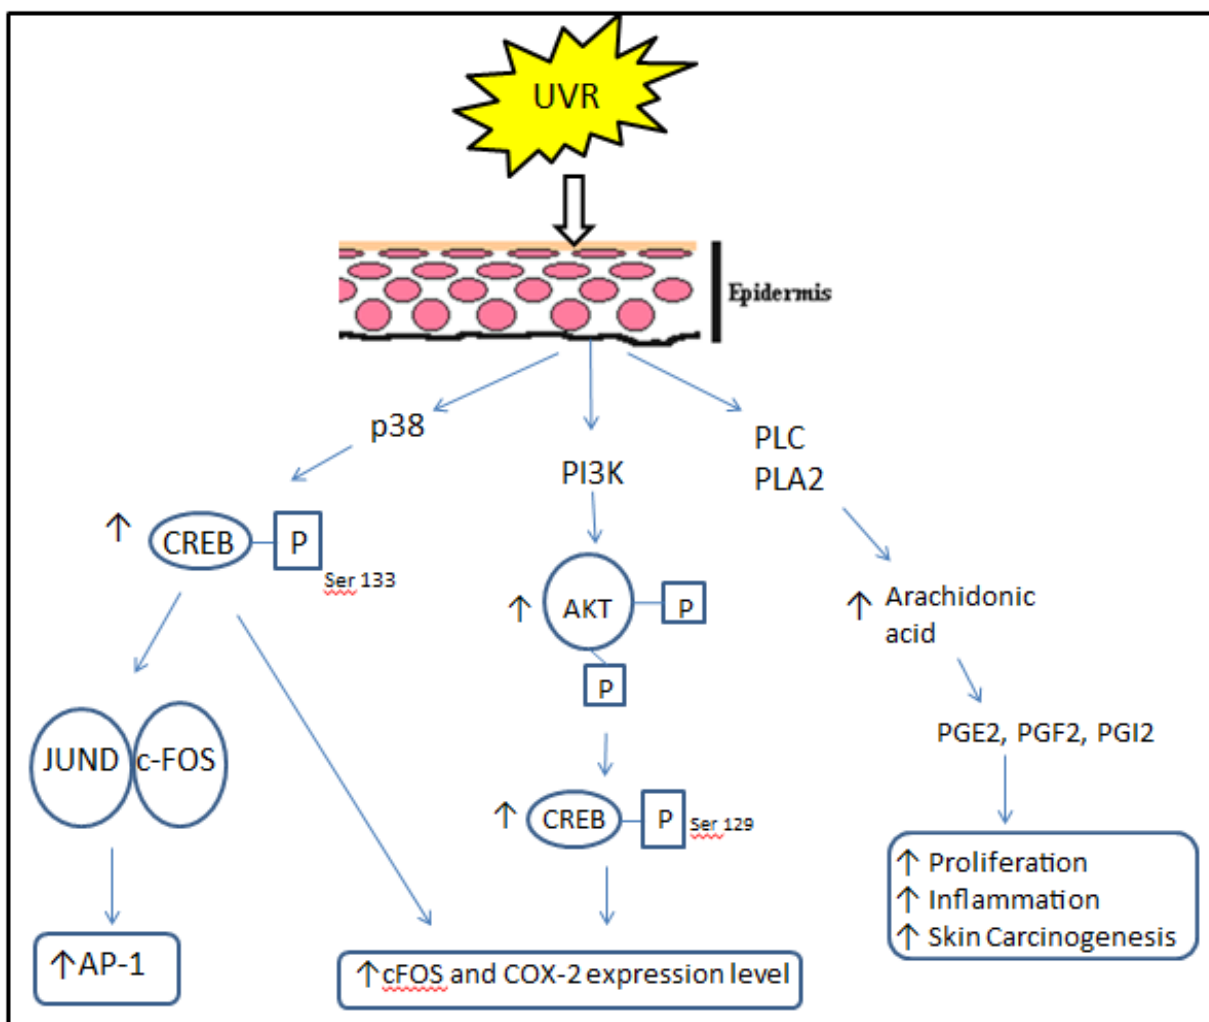 UVR
Epidermis
p38
PI3K
PLC
PLA2
↑ CREB P
Ser 133
↑ AKT P
P
↑ Arachidonic
acid
JUND c-FOS
PGE2, PGF2, PGI2
↑ CREB P Ser 129
↑ Proliferation
↑ Inflammation
↑ Skin Carcinogenesis
↑AP-1
↑cFOS and COX-2 expression level